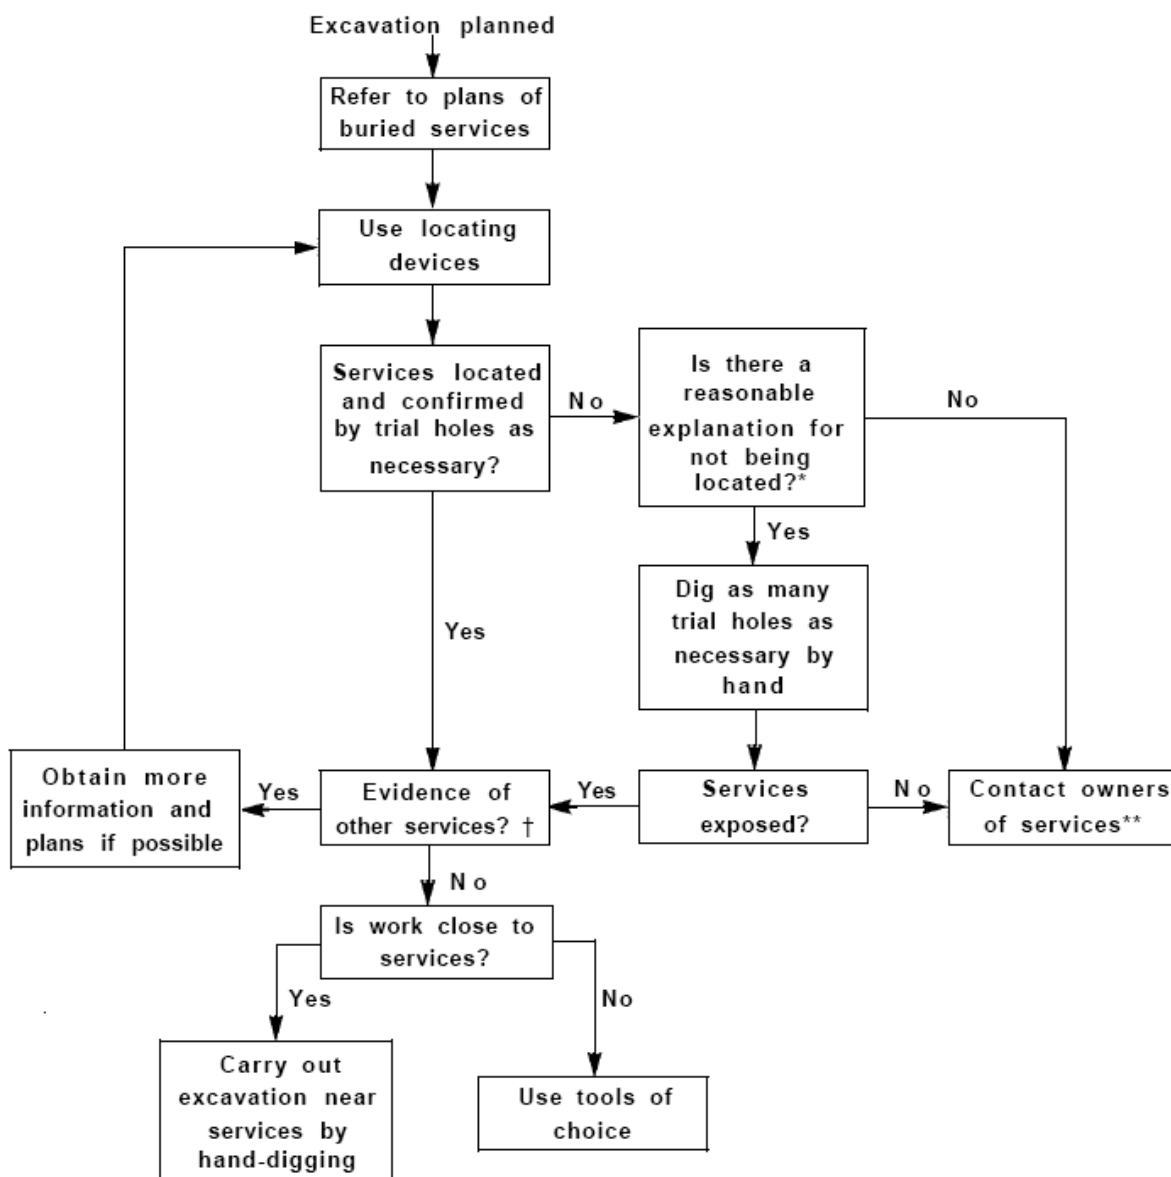 Excavation planned
Refer to plans of
buried services
Use locating
devices
Services located
and confirmed
by trial holes as
necessary?
No
Is there a
reasonable
explanation for
not being
located?*
No
Yes
Dig as many
trial holes as
necessary by
hand
Yes
Obtain more
information and
plans if possible
Yes
Evidence of
other services? †
Yes
Services
exposed?
No
Contact owners
of services**
No
Is work close to
services?
Yes
No
Carry out
excavation near
services by
hand-digging
Use tools of
choice